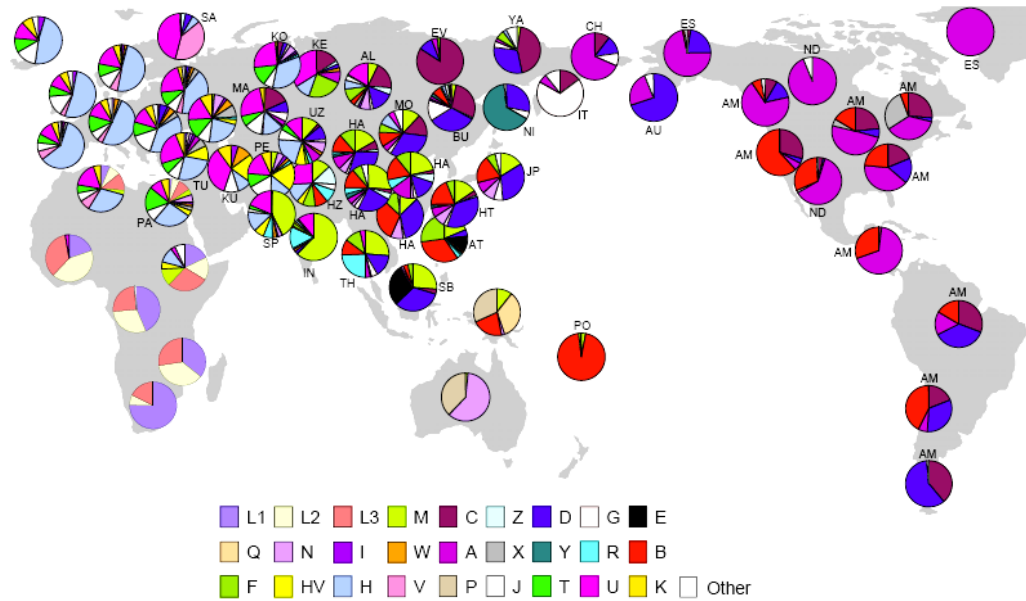 SA
KO
KE
AL
EV
YA
CH
ES
ND
ES
MA
UZ
HA
MO
BU
NI
IT
AU
AM
AM
AM
PE
HA
JP
AM
AM
TU
KU
HZ
HA
HT
ND
PA
SP
IN
TH
HA
AT
AM
SB
PO
AM
AM
AM
L1 L2 L3 M C Z D G E
Q N I W A X Y R B
F HV H V P J T U K Other